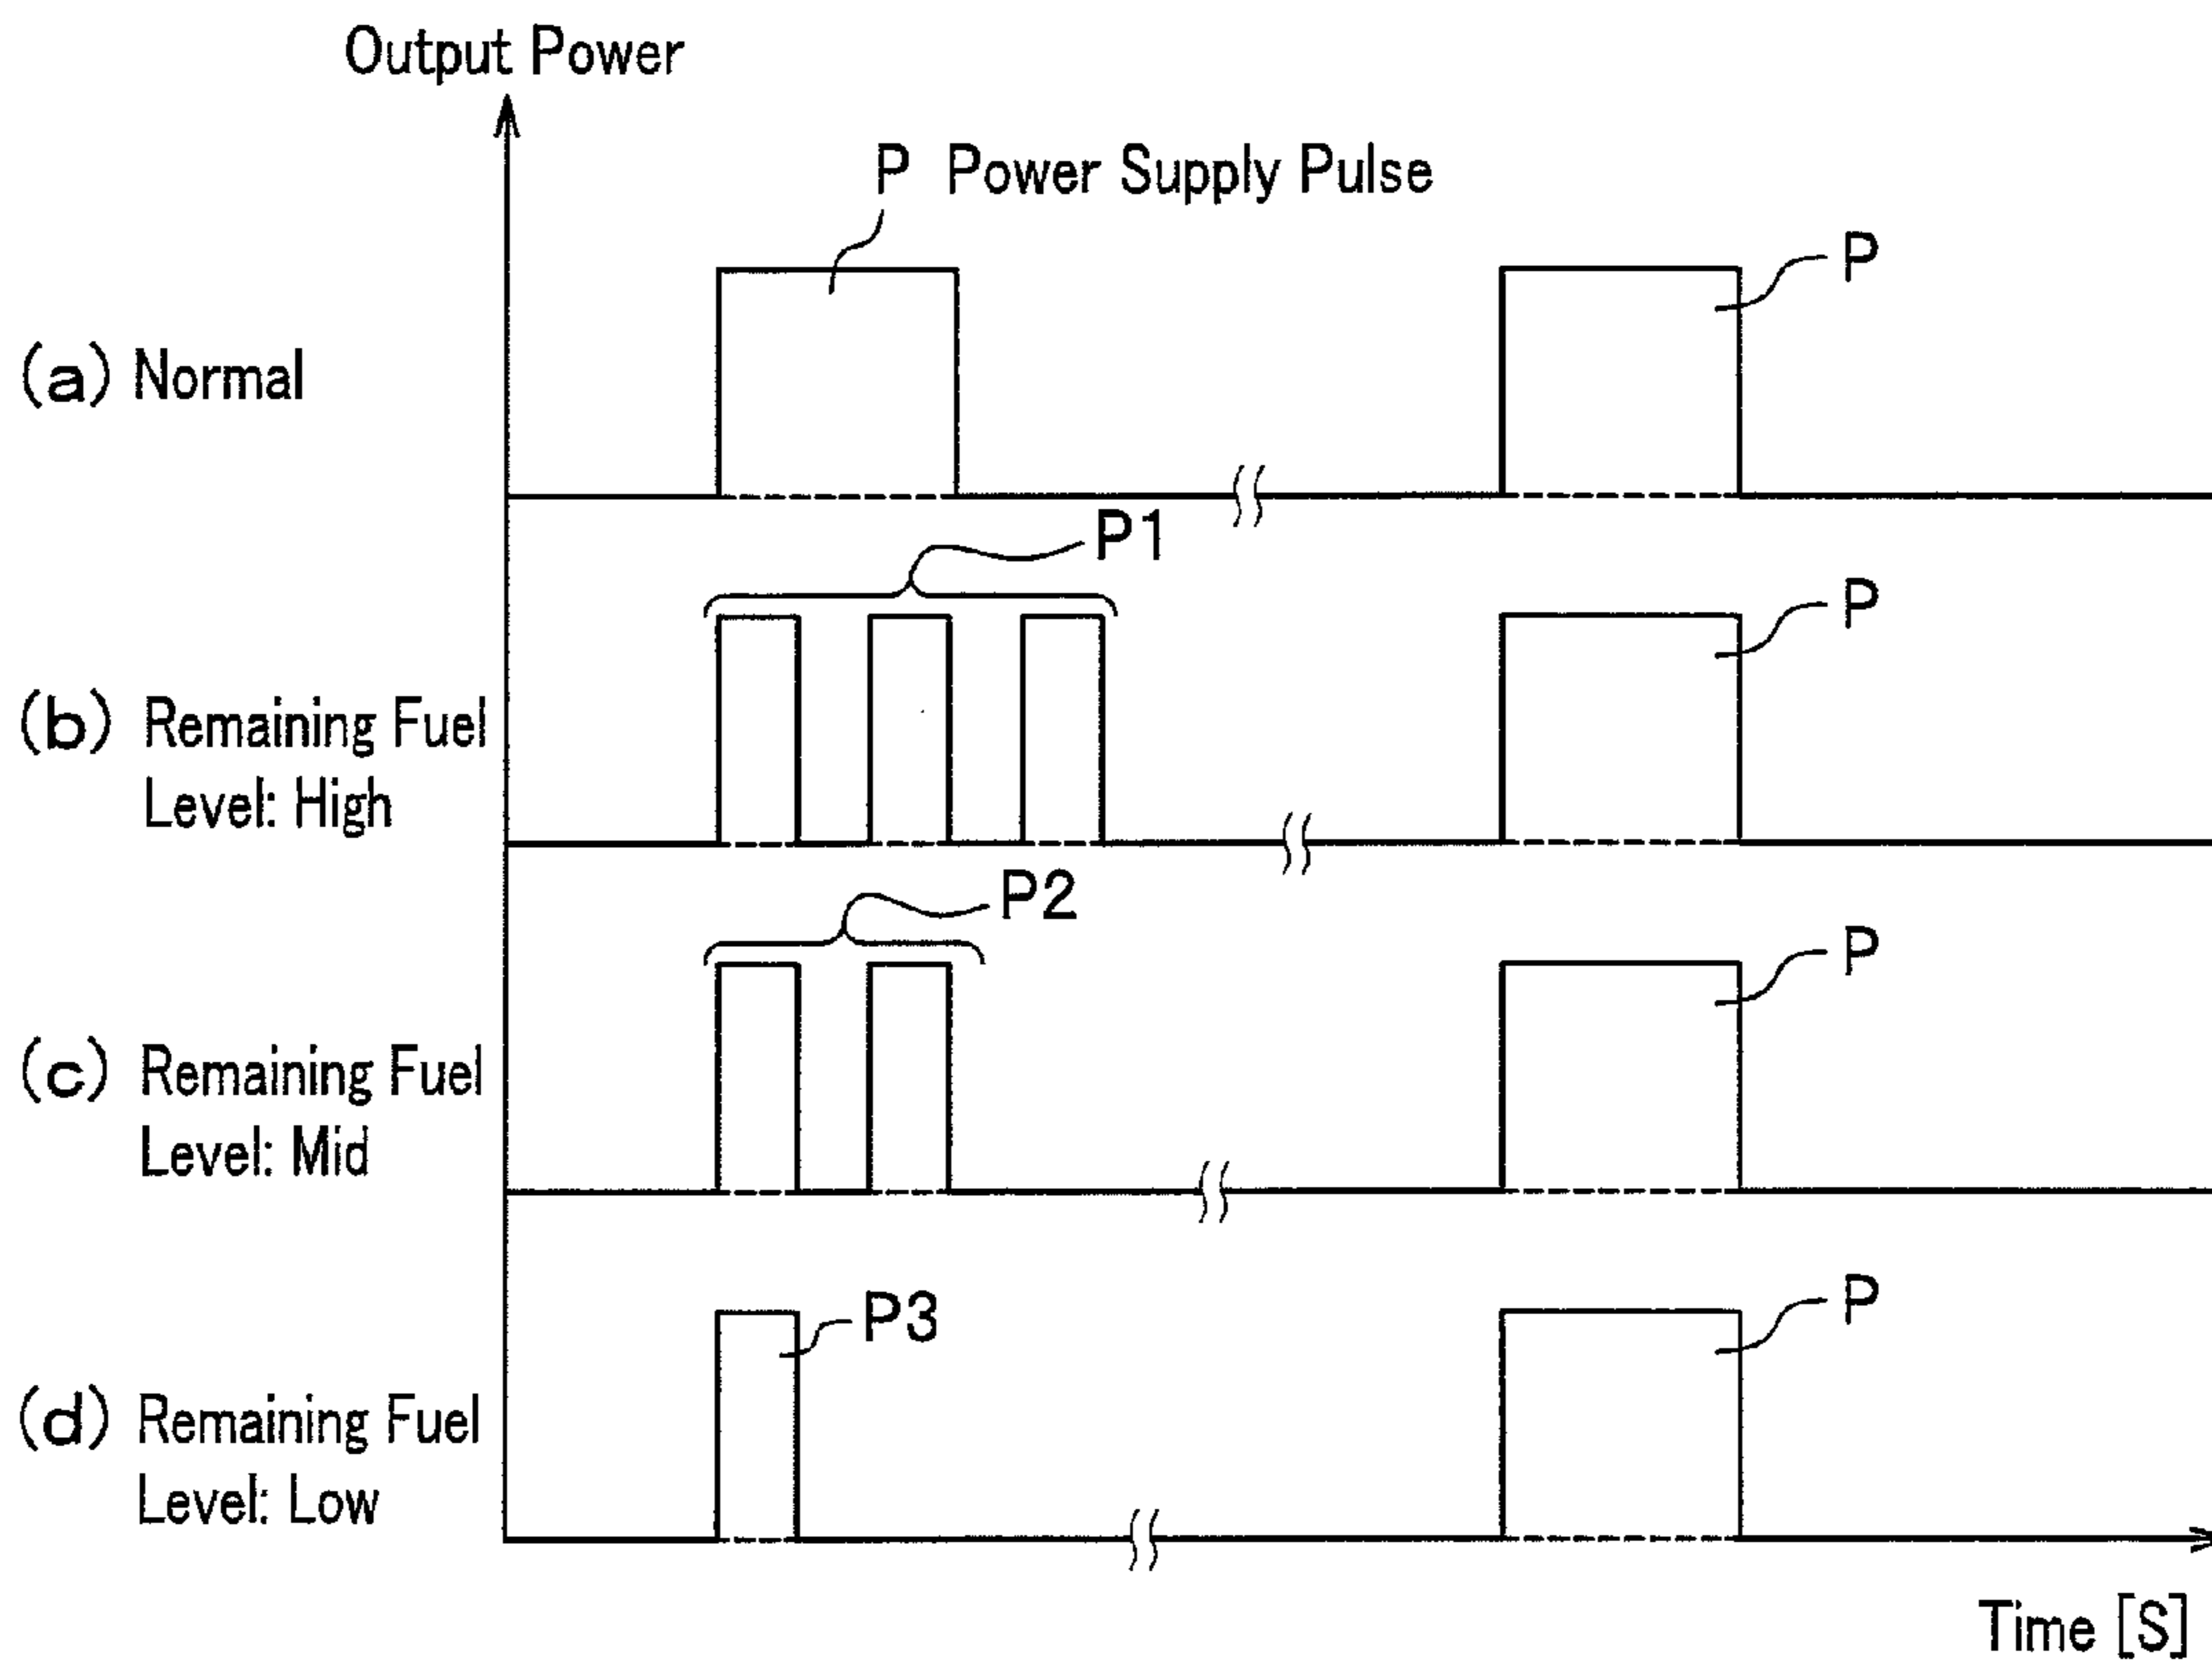 Output Power
P Power Supply Pulse
P
(a) Normal
P1
P
(b) Remaining Fuel
Level: High
P2
P
(c) Remaining Fuel
Level: Mid
P3
P
(d) Remaining Fuel
Level: Low
Time [S]